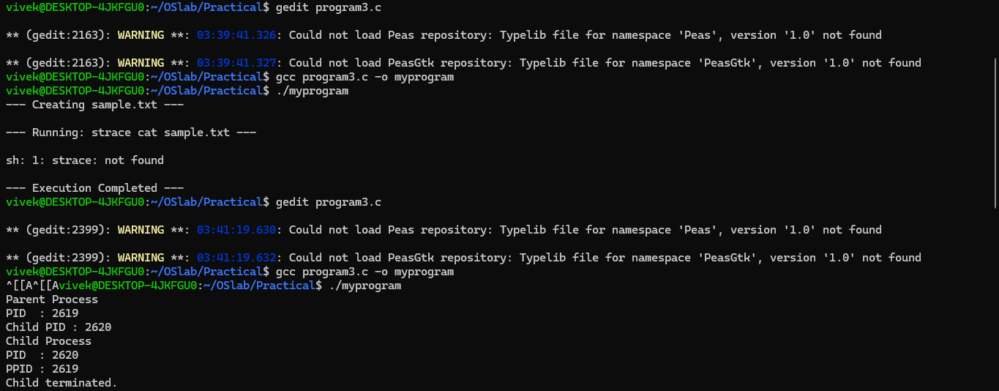 vivek@DESKTOP-4JKFGU0:~/OSlab/Practical$ gedit program3.c
** (gedit:2163): WARNING **: 03:39:41.326: Could not load Peas repository: Typelib file for namespace 'Peas', version '1.0' not found
** (gedit:2163): WARNING **: 03:39:41.327: Could not load PeasGtk repository: Typelib file for namespace 'PeasGtk', version '1.0' not found
vivek@DESKTOP-4JKFGU0:~/OSlab/Practical$ gcc program3.c -o myprogram
vivek@DESKTOP-4JKFGU0:~/OSlab/Practical$ ./myprogram
--- Creating sample.txt ---
--- Running: strace cat sample.txt ---
sh: 1: strace: not found
--- Execution Completed ---
vivek@DESKTOP-4JKFGU0:~/OSlab/Practical$ gedit program3.c
** (gedit:2399): WARNING **: 03:41:19.630: Could not load Peas repository: Typelib file for namespace 'Peas', version '1.0' not found
** (gedit:2399): WARNING **: 03:41:19.632: Could not load PeasGtk repository: Typelib file for namespace 'PeasGtk', version '1.0' not found
vivek@DESKTOP-4JKFGU0:~/OSlab/Practical$ gcc program3.c -o myprogram
^[[A^[[Avivek@DESKTOP-4JKFGU0:~/OSlab/Practical$ ./myprogram
Parent Process
PID  : 2619
Child PID : 2620
Child Process
PID  : 2620
PPID : 2619
Child terminated.